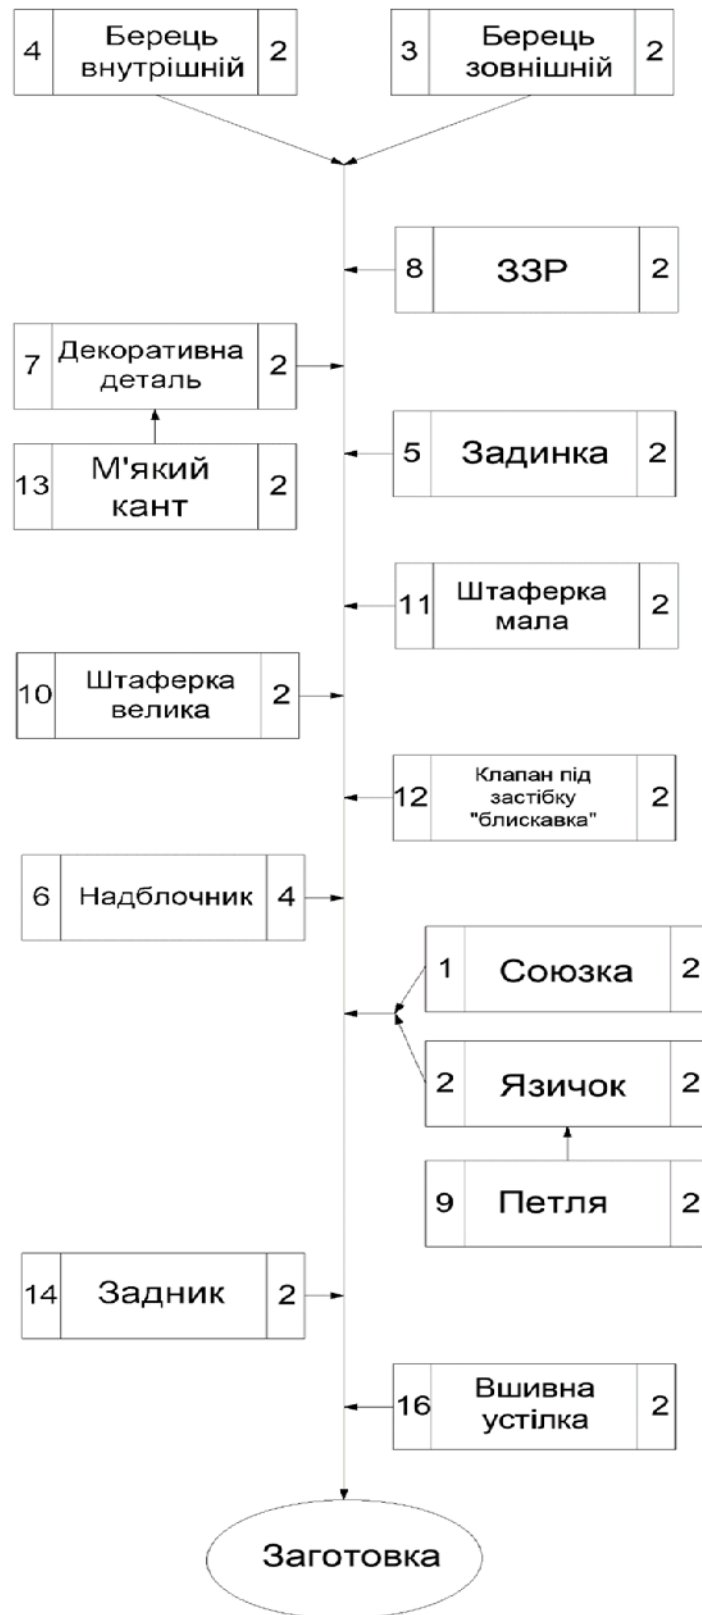 4 Берець внутрішній 2
3 Берець зовнішній 2
8 ЗЗР 2
7 Декоративна деталь 2
13 М'який кант 2
5 Задинка 2
11 Штаферка мала 2
10 Штаферка велика 2
12 Клапан під застібку "блискавка" 2
6 Надблочник 4
1 Союзка 2
2 Язичок 2
9 Петля 2
14 Задник 2
16 Вшивна устілка 2
Заготовка